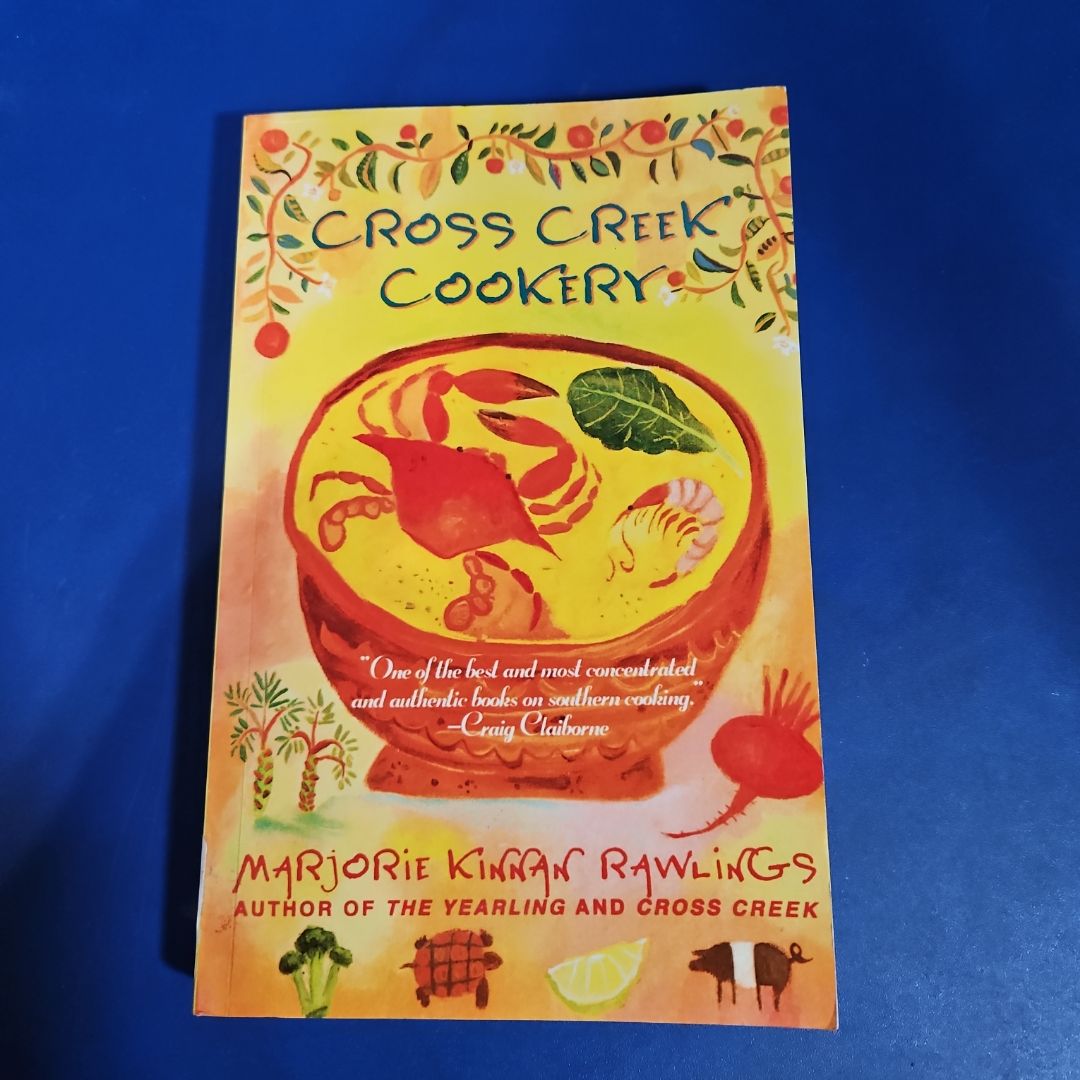 CROSS CREEK
COOKERY
"One of the best and most concentrated
and authentic books on southern cooking."
—Craig Claiborne
MARJORIE KINNAN RAWLINGS
AUTHOR OF THE YEARLING AND CROSS CREEK